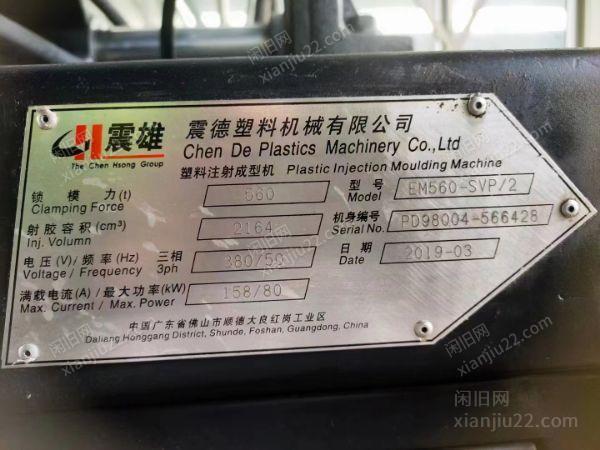 闲旧网
xianjiu22.com
震雄
The Chen Hsong Group
震德塑料机械有限公司
Chen De Plastics Machinery Co.,Ltd
塑料注射成型机 Plastic Injection Moulding Machine
锁模力(t) 560 型号 EM560-SVP/2
Clamping Force Model
射胶容积(cm³) 2164 机身编号 PD98004-566428
Inj. Volumn Serial No.
电压(V)/频率(Hz) 三相 380/50 日期 2019-03
Voltage / Frequency 3ph Date
满载电流(A)/最大功率(kW) 158/80
Max. Current / Max. Power
中国广东省佛山市顺德大良红岗工业区
Daliang Honggang District, Shunde, Foshan, Guangdong, China
闲旧网
xianjiu22.com